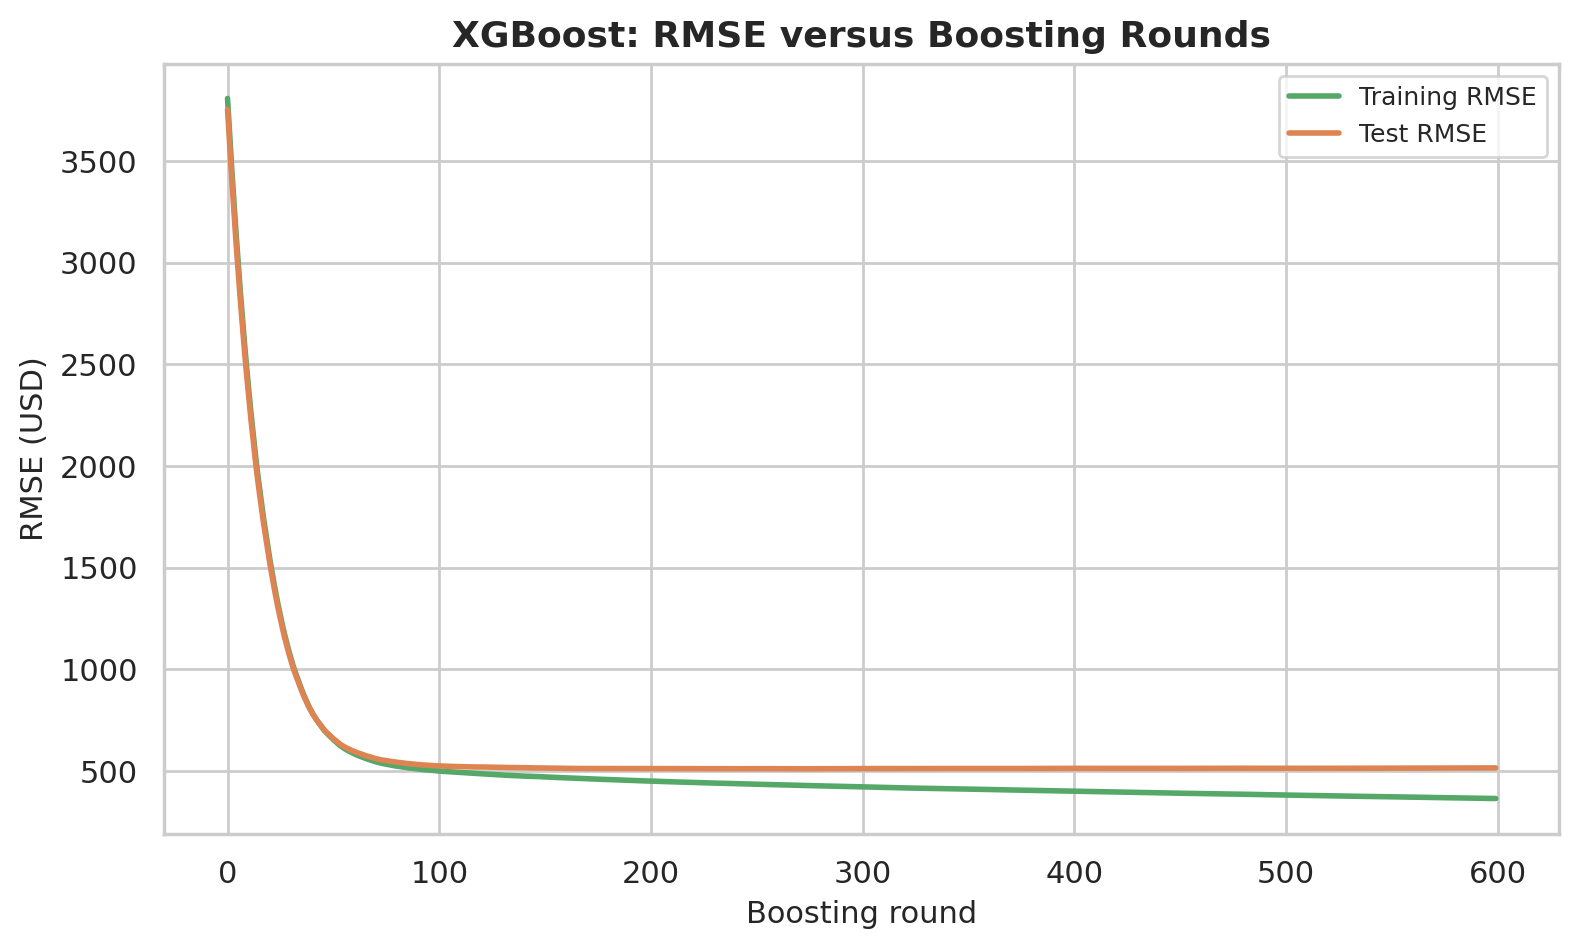 XGBoost: RMSE versus Boosting Rounds
Training RMSE
Test RMSE
RMSE (USD)
3500
3000
2500
2000
1500
1000
500
0 100 200 300 400 500 600
Boosting round